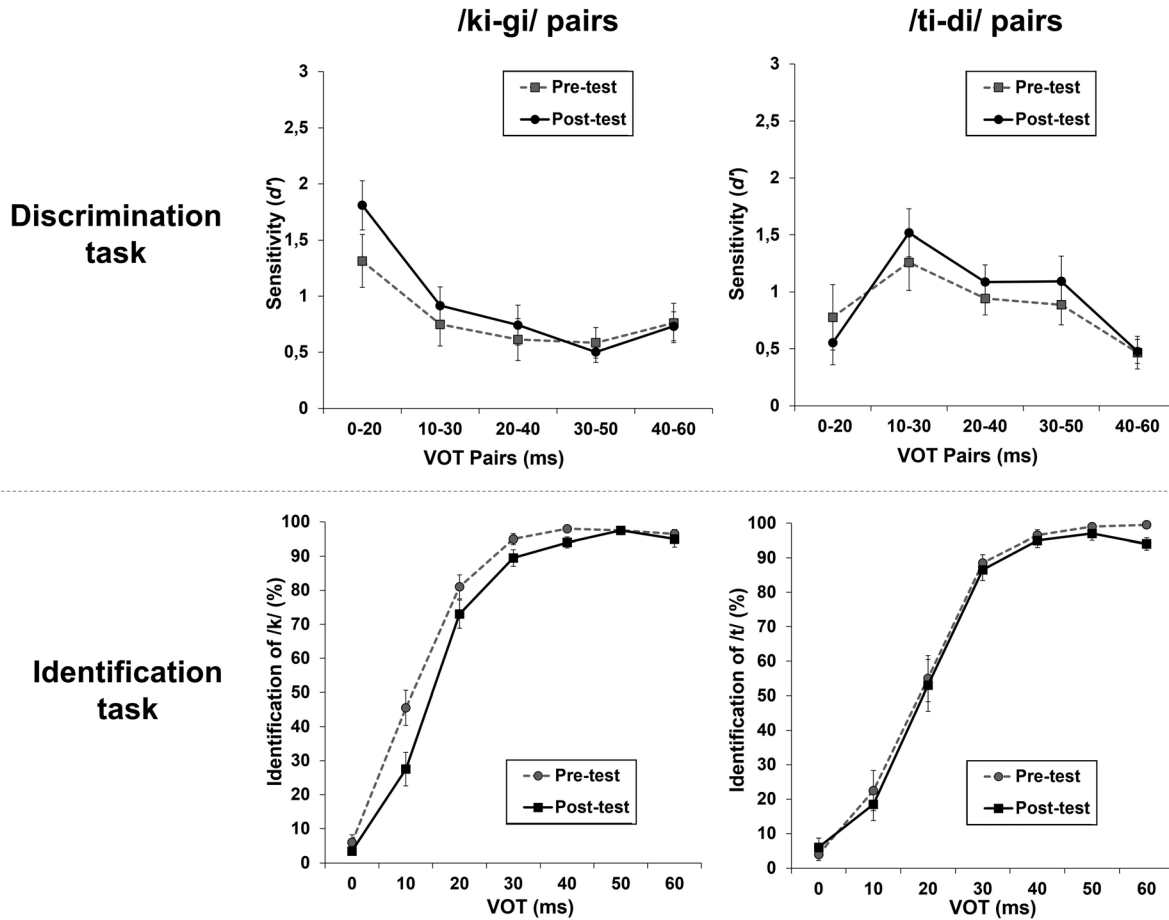 /ki-gi/ pairs
/ti-di/ pairs
Discrimination
task
Sensitivity (d')
3
2,5
2
1,5
1
0,5
0
Pre-test
Post-test
0-20 10-30 20-40 30-50 40-60
VOT Pairs (ms)
Sensitivity (d')
3
2,5
2
1,5
1
0,5
0
Pre-test
Post-test
0-20 10-30 20-40 30-50 40-60
VOT Pairs (ms)
Identification
task
Identification of /k/ (%)
100
90
80
70
60
50
40
30
20
10
0
Pre-test
Post-test
0 10 20 30 40 50 60
VOT (ms)
Identification of /t/ (%)
100
90
80
70
60
50
40
30
20
10
0
Pre-test
Post-test
0 10 20 30 40 50 60
VOT (ms)